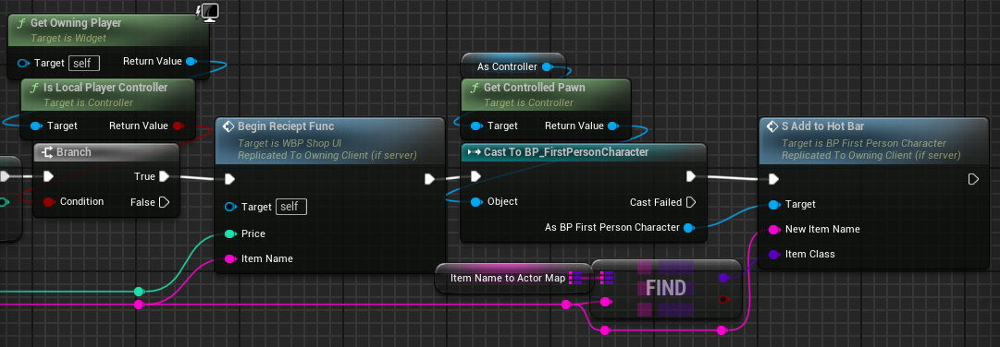 Get Owning Player
Target is Widget
Target
self
Return Value
Is Local Player Controller
Target is Controller
Target
Return Value
Branch
True
Condition
False
Begin Reciept Func
Target is WBP Shop UI
Replicated To Owning Client (if server)
Target
self
Price
Item Name
As Controller
Get Controlled Pawn
Target is Controller
Target
Return Value
Cast To BP_FirstPersonCharacter
Object
Cast Failed
As BP First Person Character
Item Name to Actor Map
FIND
S Add to Hot Bar
Target is BP First Person Character
Replicated To Owning Client (if server)
Target
New Item Name
Item Class